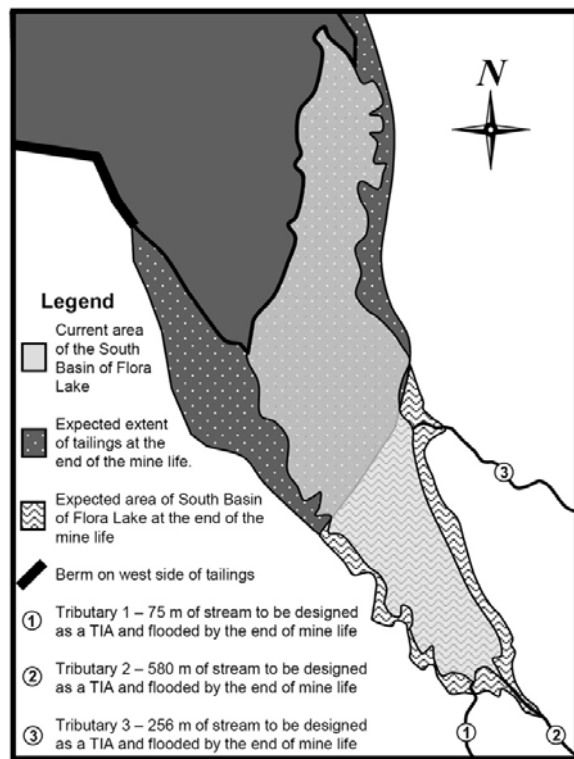 N
Legend
Current area
of the South
Basin of Flora
Lake
Expected extent
of tailings at the
end of the mine life.
Expected area of South Basin
of Flora Lake at the end of the
mine life
Berm on west side of tailings
1 Tributary 1 – 75 m of stream to be designed
as a TIA and flooded by the end of mine life
2 Tributary 2 – 580 m of stream to be designed
as a TIA and flooded by the end of mine life
3 Tributary 3 – 256 m of stream to be designed
as a TIA and flooded by the end of mine life
3
1
2